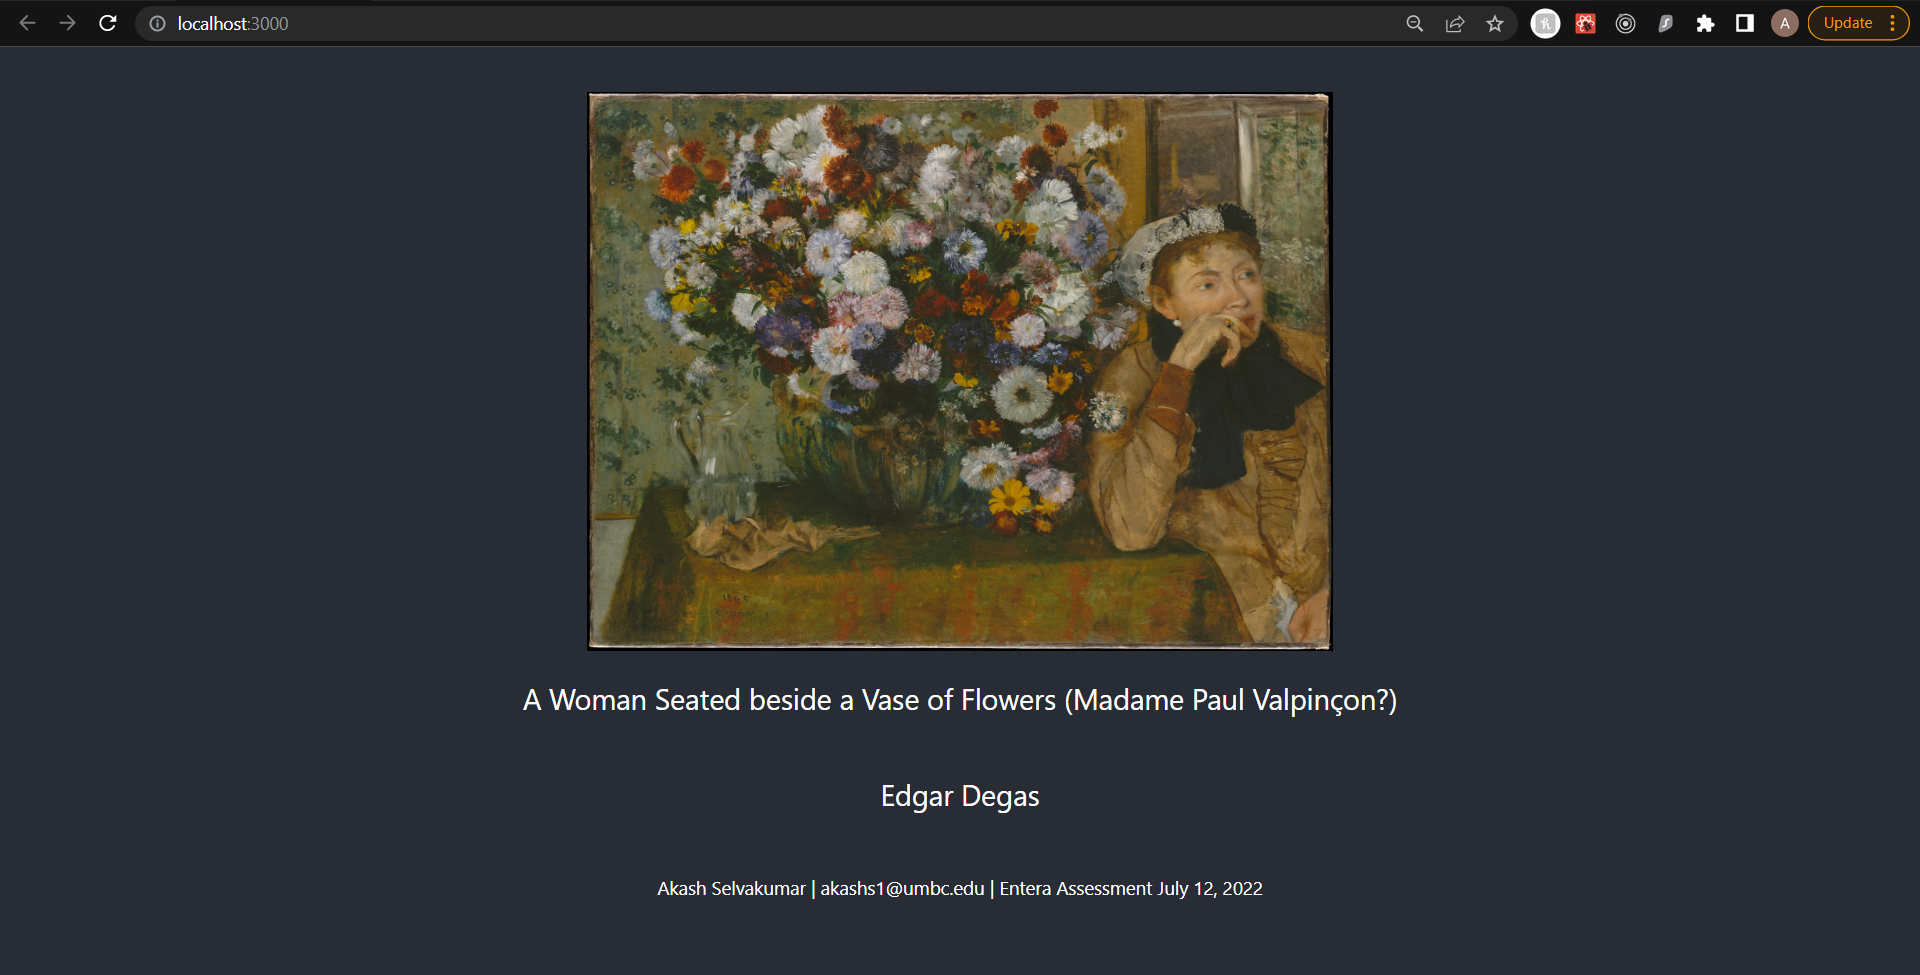 localhost:3000
A
Update
A Woman Seated beside a Vase of Flowers (Madame Paul Valpinçon?)
Edgar Degas
Akash Selvakumar | akashs1@umbc.edu | Entera Assessment July 12, 2022